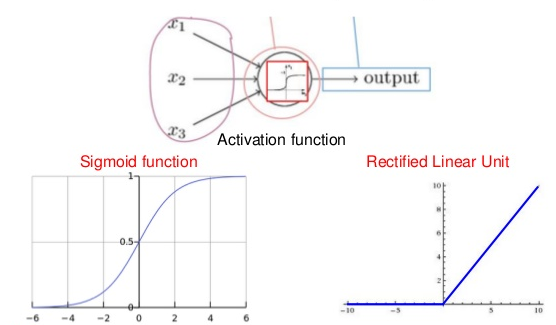 x1
x2
output
x3
Activation function
Sigmoid function
Rectified Linear Unit
1
0.5
0
−6 −4 −2 0 2 4 6
10
8
6
4
2
−10 −5 5 10